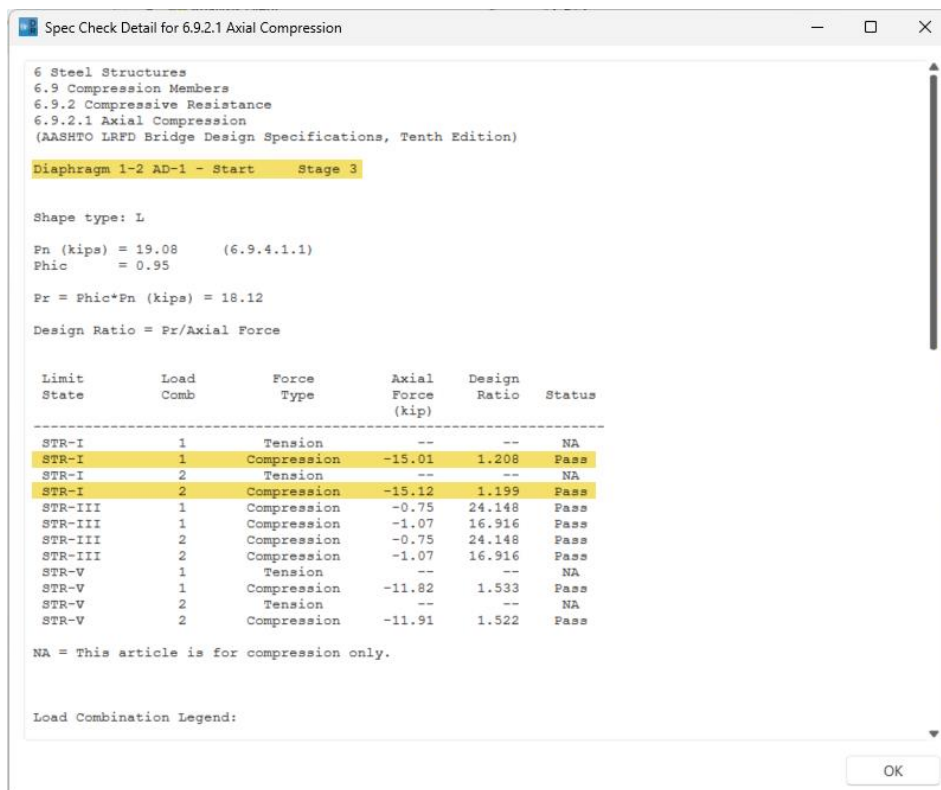 Spec Check Detail for 6.9.2.1 Axial Compression
6 Steel Structures
6.9 Compression Members
6.9.2 Compressive Resistance
6.9.2.1 Axial Compression
(AASHTO LRFD Bridge Design Specifications, Tenth Edition)
Diaphragm 1-2 AD-1 - Start Stage 3
Shape type: L
Pn (kips) = 19.08 (6.9.4.1.1)
Phic = 0.95
Pr = Phic*Pn (kips) = 18.12
Design Ratio = Pr/Axial Force
Limit Load Force Axial Design
State Comb Type Force Ratio Status
(kip)
--------------------------------------------------------------------------
STR-I 1 Tension -- -- NA
STR-I 1 Compression -15.01 1.208 Pass
STR-I 2 Tension -- -- NA
STR-I 2 Compression -15.12 1.199 Pass
STR-III 1 Compression -0.75 24.148 Pass
STR-III 1 Compression -1.07 16.916 Pass
STR-III 2 Compression -0.75 24.148 Pass
STR-III 2 Compression -1.07 16.916 Pass
STR-V 1 Tension -- -- NA
STR-V 1 Compression -11.82 1.533 Pass
STR-V 2 Tension -- -- NA
STR-V 2 Compression -11.91 1.522 Pass
NA = This article is for compression only.
Load Combination Legend:
OK